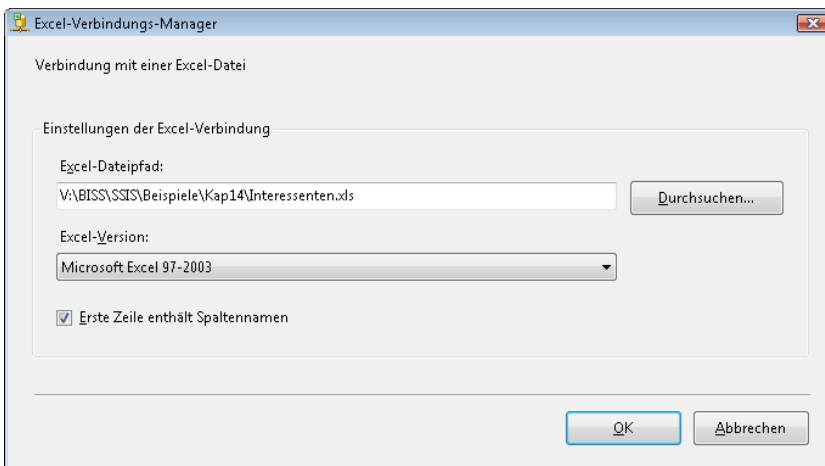 Excel-Verbindungs-Manager
Verbindung mit einer Excel-Datei
Einstellungen der Excel-Verbindung
Excel-Dateipfad:
V:\BISS\SSIS\Beispiele\Kap14\Interessenten.xls
Durchsuchen...
Excel-Version:
Microsoft Excel 97-2003
Erste Zeile enthält Spaltennamen
OK
Abbrechen